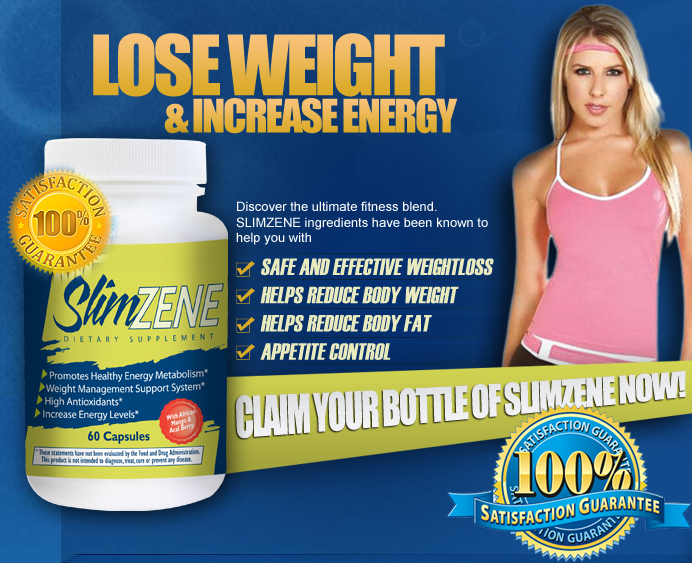 LOSE WEIGHT
& INCREASE ENERGY
SATISFACTION
100%
GUARANTEE
Discover the ultimate fitness blend.
SLIMZENE ingredients have been known to
help you with
SAFE AND EFFECTIVE WEIGHTLOSS
HELPS REDUCE BODY WEIGHT
HELPS REDUCE BODY FAT
APPETITE CONTROL
SlimZENE
DIETARY SUPPLEMENT
Promotes Healthy Energy Metabolism*
Weight Management Support System*
High Antioxidants*
Increase Energy Levels*
With African
Mango &
Acai Berry
60 Capsules
* These statements have not been evaluated by the Food and Drug Administration.
This product is not intended to diagnose, treat, cure or prevent any disease.
CLAIM YOUR BOTTLE OF SLIMZENE NOW!
SATISFACTION GUARAN
100%
SATISFACTION GUARANTEE
ON GUARAN